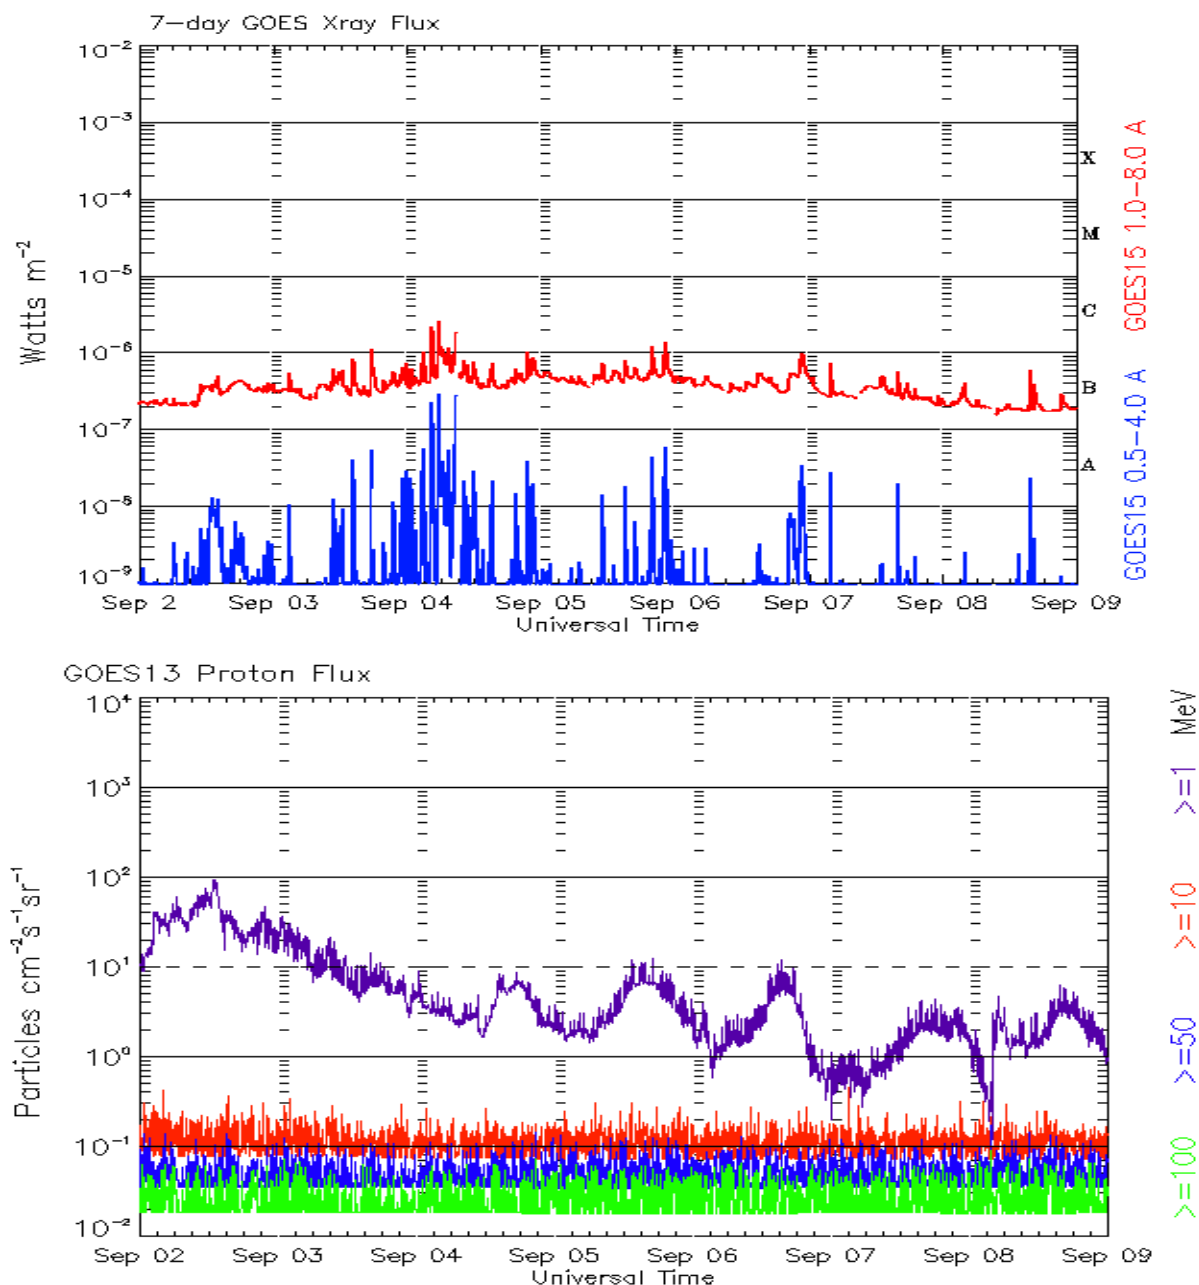 7-day GOES Xray Flux
10⁻²
10⁻³
10⁻⁴
10⁻⁵
10⁻⁶
10⁻⁷
10⁻⁸
10⁻⁹
Watts m⁻²
X
M
C
B
A
GOES15 1.0-8.0 A
GOES15 0.5-4.0 A
Sep 2 Sep 03 Sep 04 Sep 05 Sep 06 Sep 07 Sep 08 Sep 09
Universal Time
GOES13 Proton Flux
10⁴
10³
10²
10¹
10⁰
10⁻¹
10⁻²
Particles cm⁻²s⁻¹sr⁻¹
>=1 MeV
>=10
>=50
>=100
Sep 02 Sep 03 Sep 04 Sep 05 Sep 06 Sep 07 Sep 08 Sep 09
Universal Time